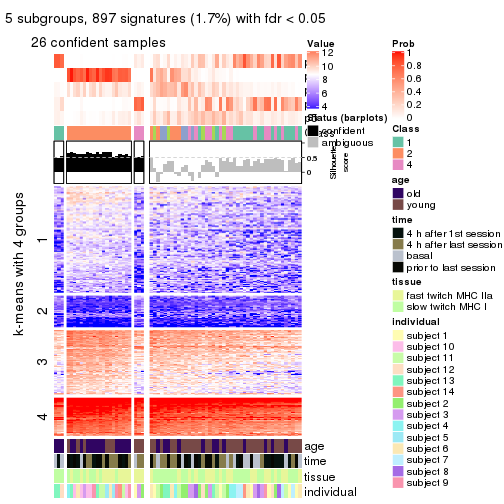 5 subgroups, 897 signatures (1.7%) with fdr < 0.05
26 confident samples
k-means with 4 groups
1
2
3
4
age
time
tissue
individual
0.5
0
Silhouette
score
Value
12
10
8
6
4
Status (barplots)
confident
ambiguous
Prob
1
0.8
0.6
0.4
0.2
0
Class
1
2
4
age
old
young
time
4 h after 1st session
4 h after last session
basal
prior to last session
tissue
fast twitch MHC IIa
slow twitch MHC I
individual
subject 1
subject 10
subject 11
subject 12
subject 13
subject 14
subject 2
subject 3
subject 4
subject 5
subject 6
subject 7
subject 8
subject 9